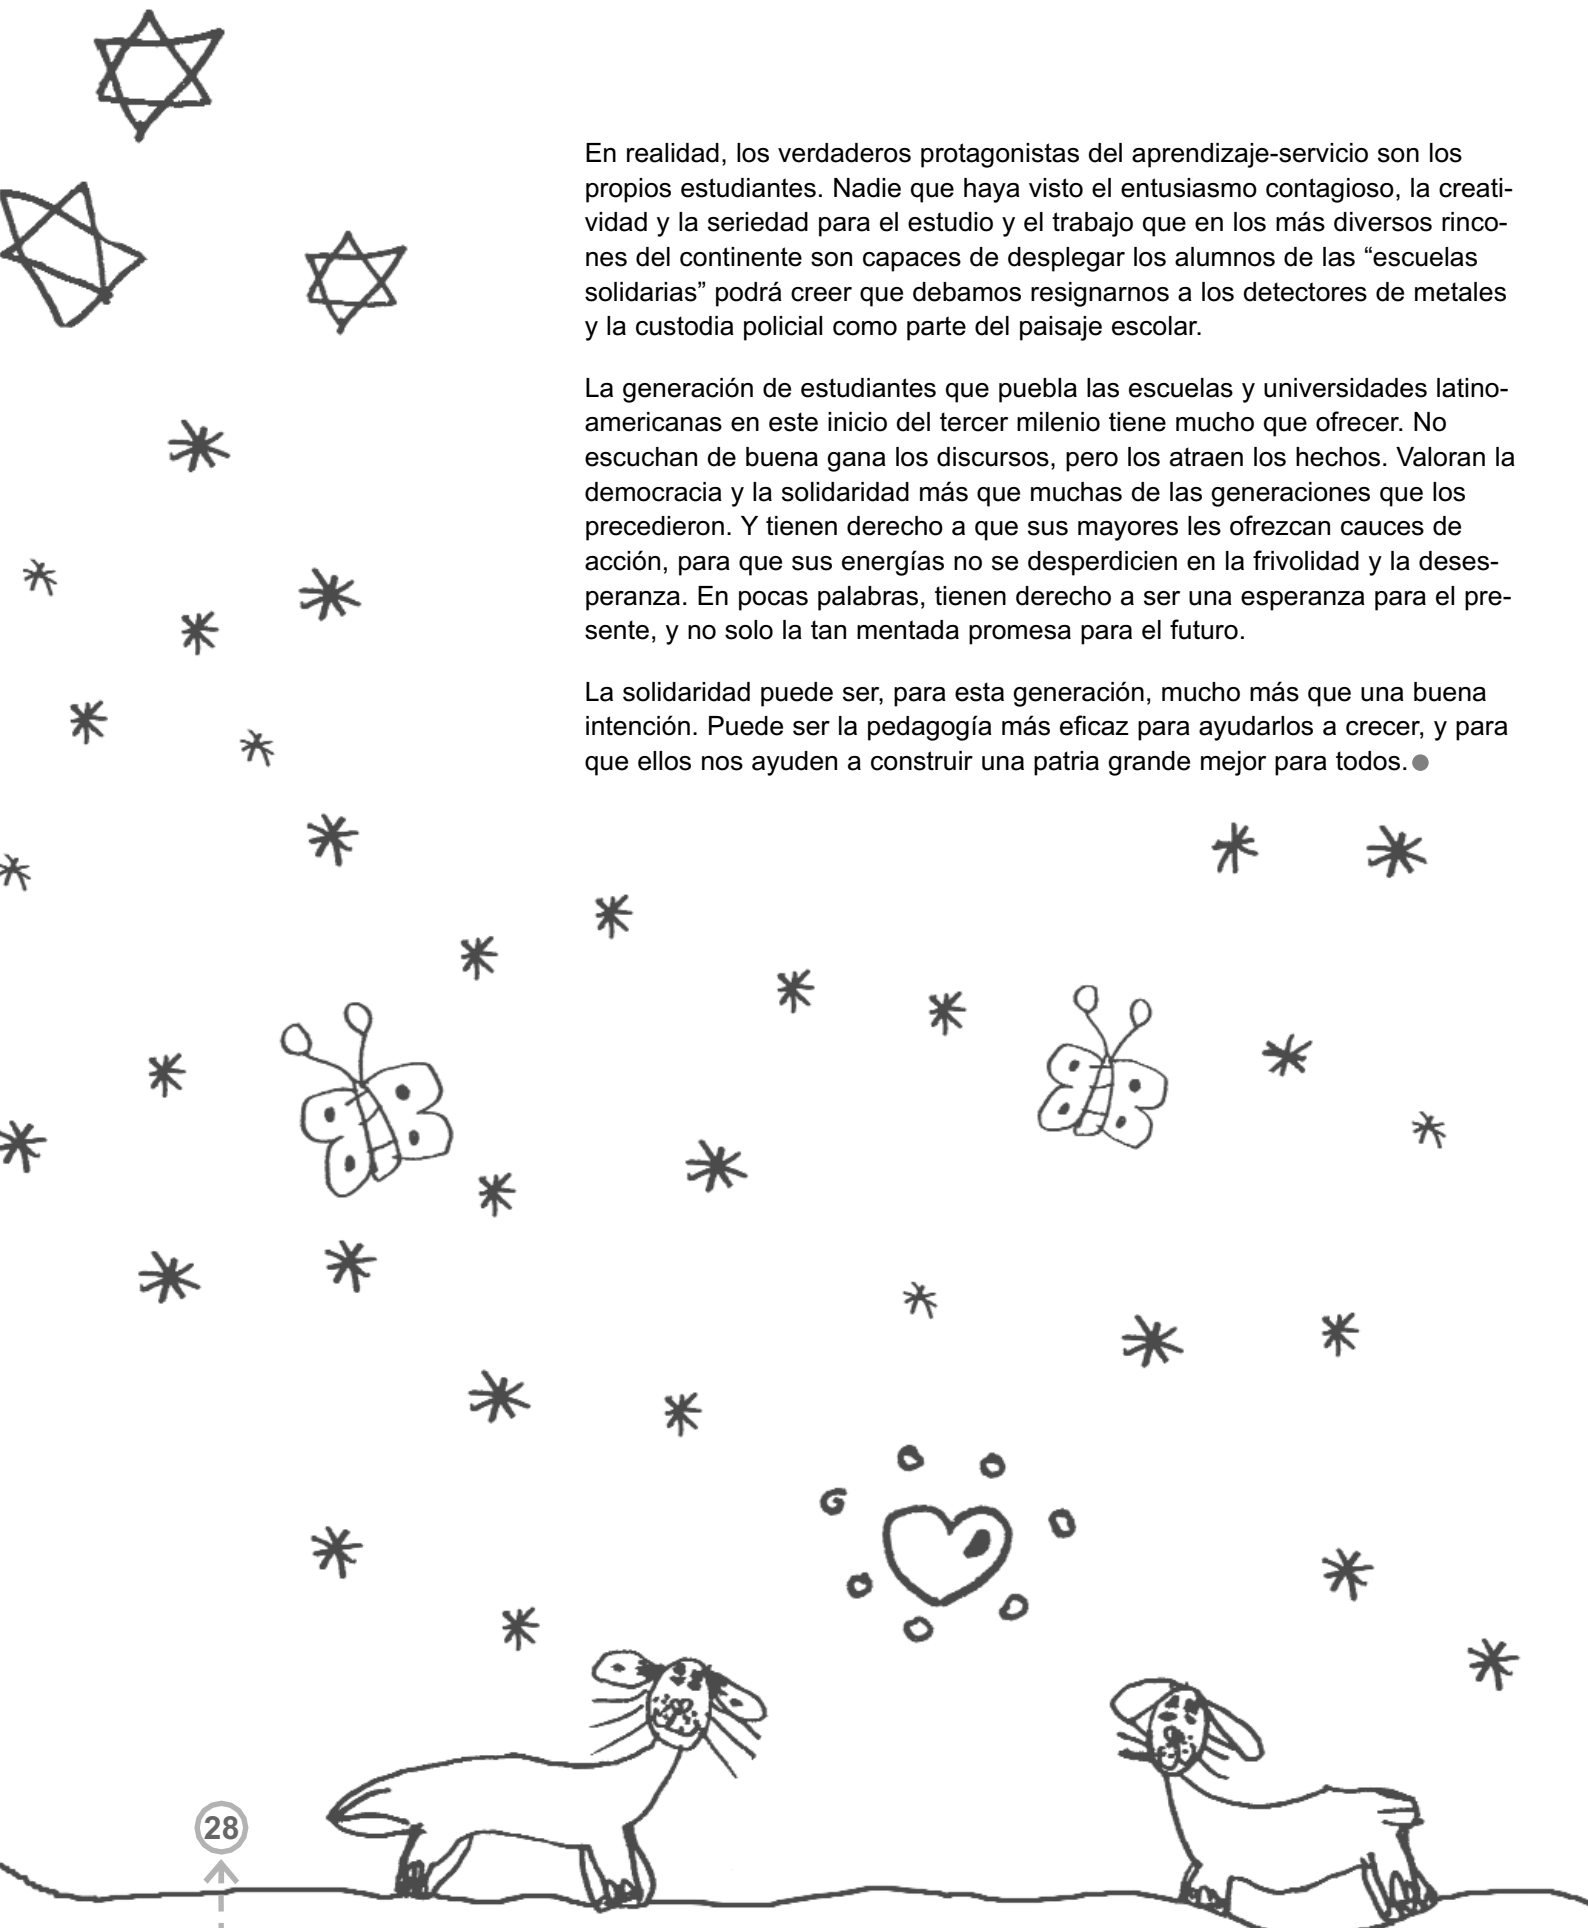 En realidad, los verdaderos protagonistas del aprendizaje-servicio son los
propios estudiantes. Nadie que haya visto el entusiasmo contagioso, la creati-
vidad y la seriedad para el estudio y el trabajo que en los más diversos rinco-
nes del continente son capaces de desplegar los alumnos de las “escuelas
solidarias” podrá creer que debamos resignarnos a los detectores de metales
y la custodia policial como parte del paisaje escolar.
La generación de estudiantes que puebla las escuelas y universidades latino-
americanas en este inicio del tercer milenio tiene mucho que ofrecer. No
escuchan de buena gana los discursos, pero los atraen los hechos. Valoran la
democracia y la solidaridad más que muchas de las generaciones que los
precedieron. Y tienen derecho a que sus mayores les ofrezcan cauces de
acción, para que sus energías no se desperdicien en la frivolidad y la deses-
peranza. En pocas palabras, tienen derecho a ser una esperanza para el pre-
sente, y no solo la tan mentada promesa para el futuro.
La solidaridad puede ser, para esta generación, mucho más que una buena
intención. Puede ser la pedagogía más eficaz para ayudarlos a crecer, y para
que ellos nos ayuden a construir una patria grande mejor para todos.
28